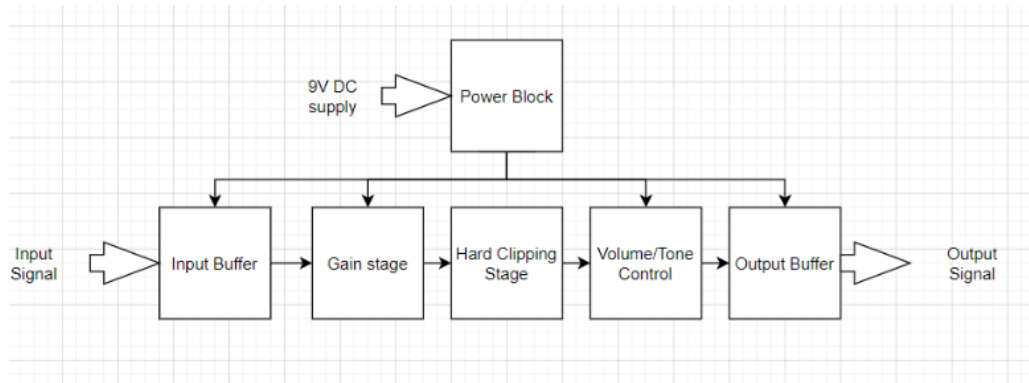 9V DC
supply
Power Block
Input
Signal
Input Buffer
Gain stage
Hard Clipping
Stage
Volume/Tone
Control
Output Buffer
Output
Signal